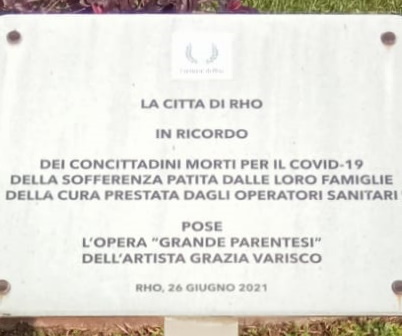 LA CITTA DI RHO
IN RICORDO
DEI CONCITTADINI MORTI PER IL COVID-19
DELLA SOFFERENZA PATITA DALLE LORO FAMIGLIE
DELLA CURA PRESTATA DAGLI OPERATORI SANITARI
POSE
L'OPERA "GRANDE PARENTESI"
DELL'ARTISTA GRAZIA VARISCO
RHO, 26 GIUGNO 2021